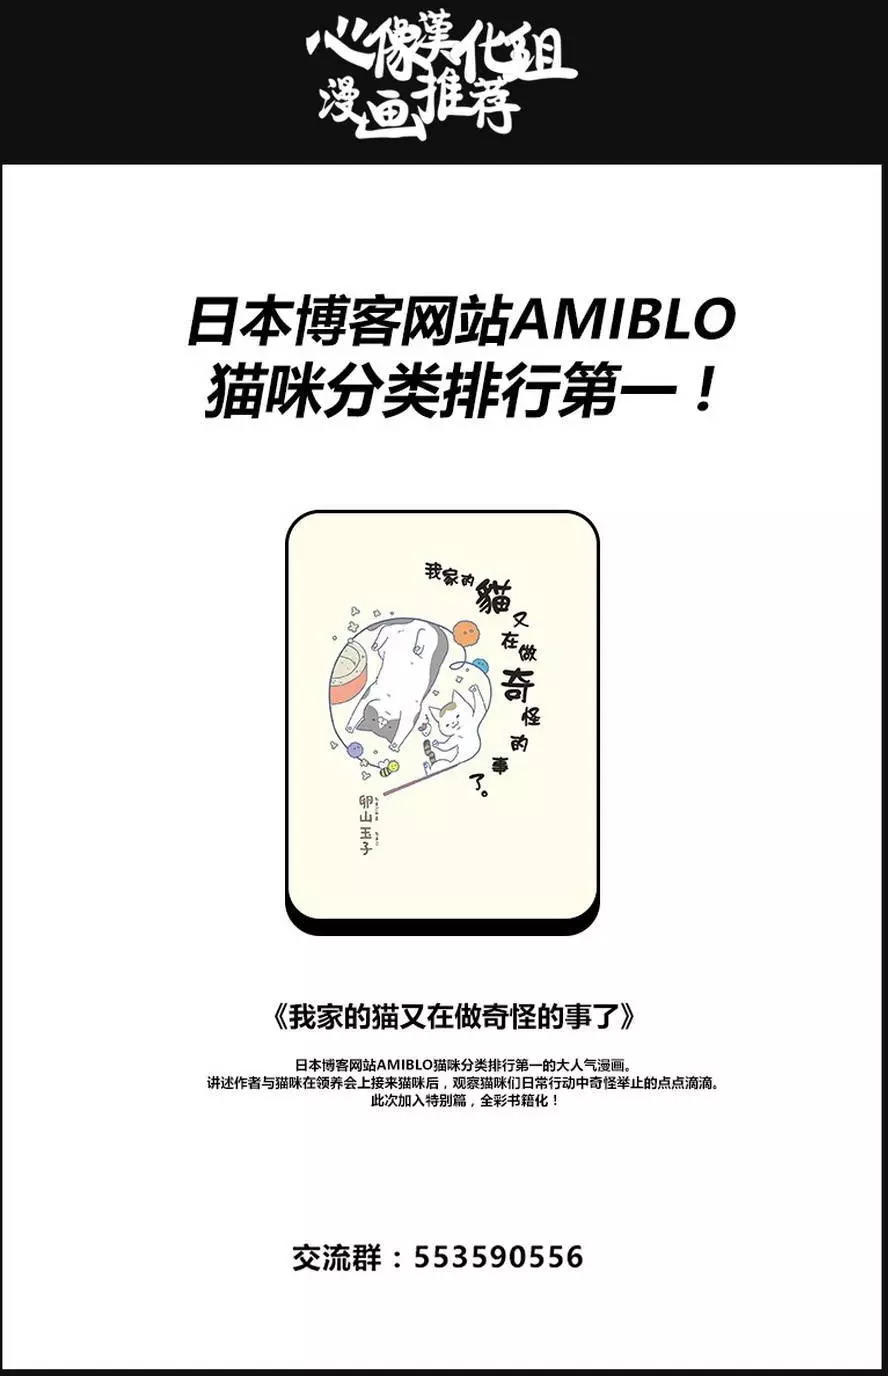 心像漢化組
漫画推荐
日本博客网站AMIBLO
猫咪分类排行第一！
我家的貓又在做奇怪的事了。
卵山玉子
《我家的猫又在做奇怪的事了》
日本博客网站AMIBLO猫咪分类排行第一的大人气漫画。
讲述作者与猫咪在领养会上接来猫咪后，观察猫咪们日常行动中奇怪举止的点点滴滴。
此次加入特别篇，全彩书籍化！
交流群：553590556